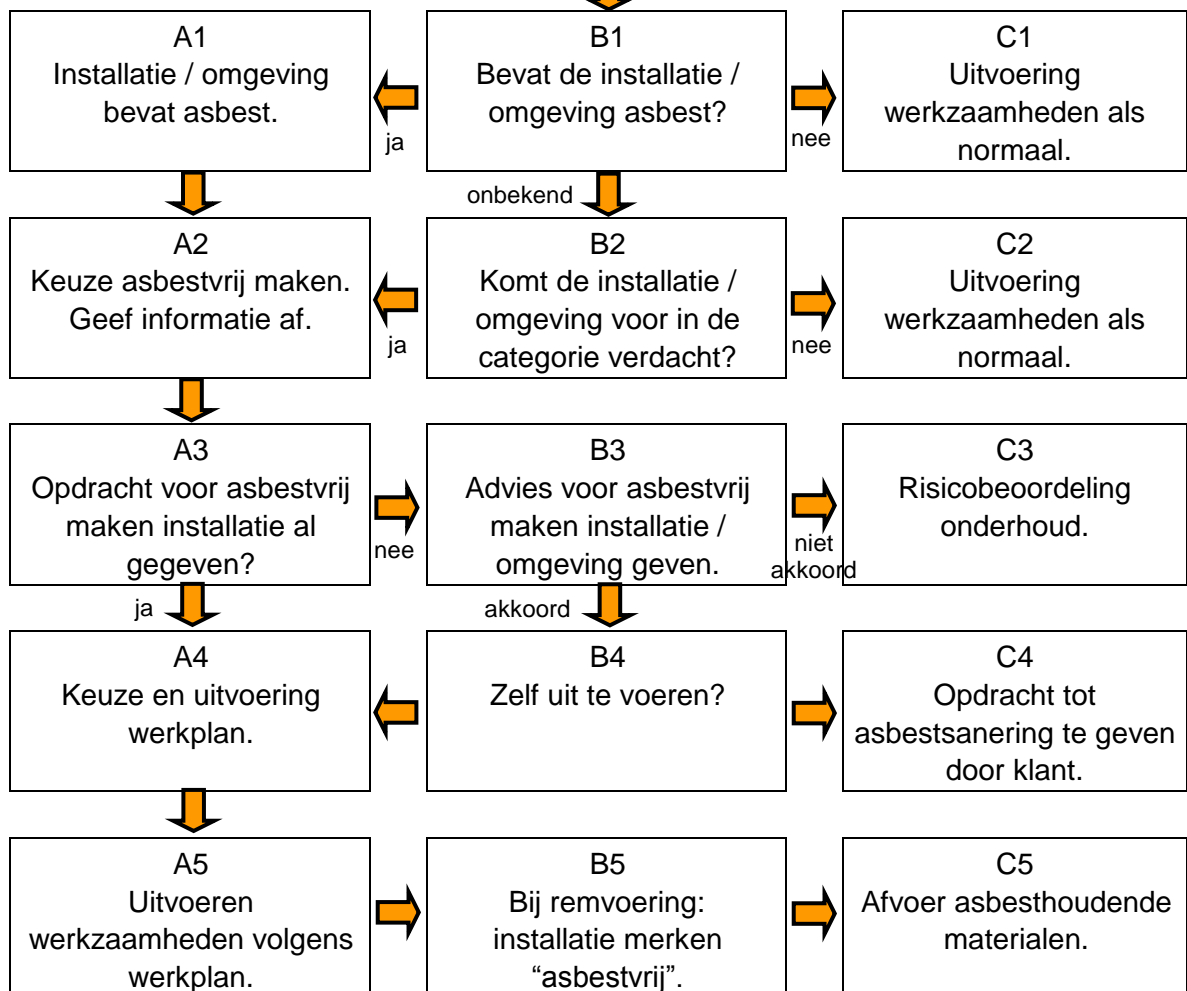 A1
Installatie / omgeving
bevat asbest.
ja
B1
Bevat de installatie /
omgeving asbest?
nee
C1
Uitvoering
werkzaamheden als
normaal.
onbekend
A2
Keuze asbestvrij maken.
Geef informatie af.
ja
B2
Komt de installatie /
omgeving voor in de
categorie verdacht?
nee
C2
Uitvoering
werkzaamheden als
normaal.
A3
Opdracht voor asbestvrij
maken installatie al
gegeven?
nee
B3
Advies voor asbestvrij
maken installatie /
omgeving geven.
niet
akkoord
C3
Risicobeoordeling
onderhoud.
ja
akkoord
A4
Keuze en uitvoering
werkplan.
B4
Zelf uit te voeren?
C4
Opdracht tot
asbestsanering te geven
door klant.
A5
Uitvoeren
werkzaamheden volgens
werkplan.
B5
Bij remvoering:
installatie merken
“asbestvrij”.
C5
Afvoer asbesthoudende
materialen.